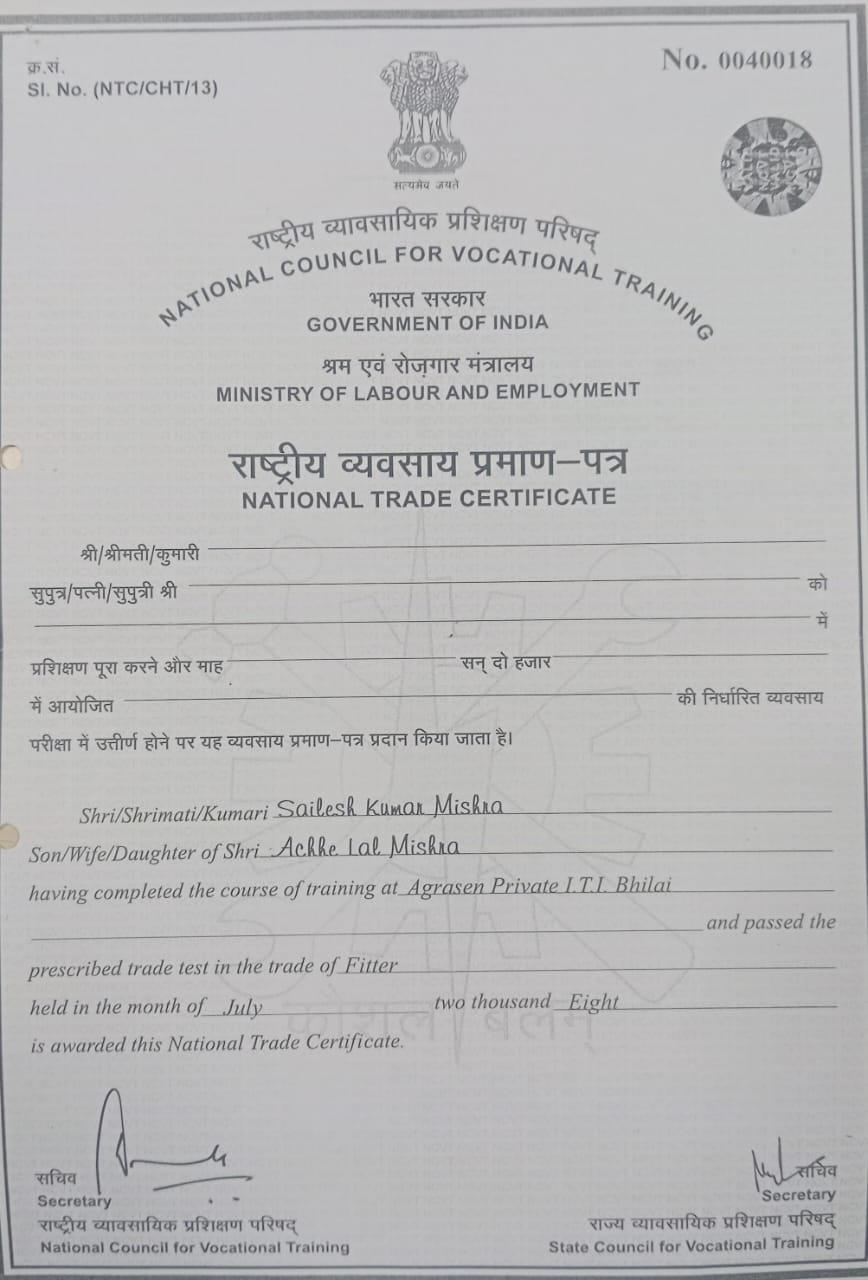 क्र.सं.
Sl. No. (NTC/CHT/13)
No. 0040018
सत्यमेव जयते
राष्ट्रीय व्यावसायिक प्रशिक्षण परिषद्
NATIONAL COUNCIL FOR VOCATIONAL TRAINING
भारत सरकार
GOVERNMENT OF INDIA
श्रम एवं रोज़गार मंत्रालय
MINISTRY OF LABOUR AND EMPLOYMENT
राष्ट्रीय व्यवसाय प्रमाण–पत्र
NATIONAL TRADE CERTIFICATE
श्री/श्रीमती/कुमारी
सुपुत्र/पत्नी/सुपुत्री श्री को
में
प्रशिक्षण पूरा करने और माह सन् दो हजार
में आयोजित की निर्धारित व्यवसाय
परीक्षा में उत्तीर्ण होने पर यह व्यवसाय प्रमाण–पत्र प्रदान किया जाता है।
Shri/Shrimati/Kumari Sailesh Kumar Mishra
Son/Wife/Daughter of Shri Achhe Lal Mishra
having completed the course of training at Agrasen Private I.T.I. Bhilai
and passed the
prescribed trade test in the trade of Fitter
held in the month of July two thousand Eight
is awarded this National Trade Certificate.
कौशल बलम्
सचिव
Secretary
राष्ट्रीय व्यावसायिक प्रशिक्षण परिषद्
National Council for Vocational Training
सचिव
Secretary
राज्य व्यावसायिक प्रशिक्षण परिषद्
State Council for Vocational Training